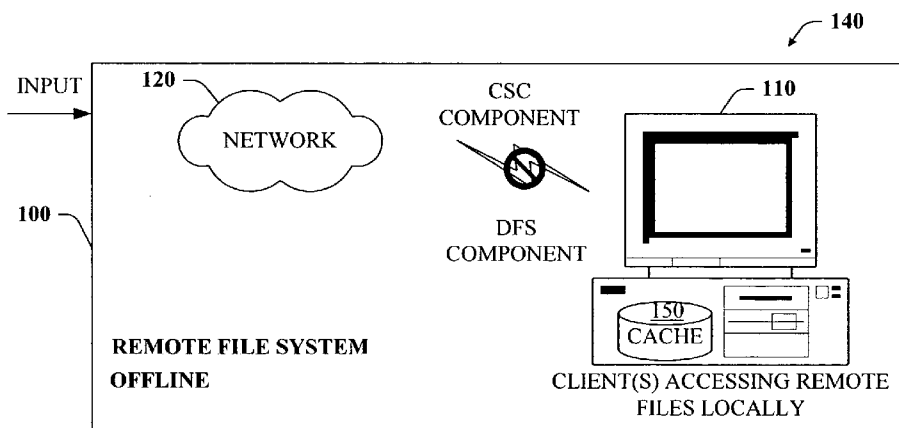 140
INPUT
120
NETWORK
CSC
COMPONENT
110
100
DFS
COMPONENT
150
CACHE
REMOTE FILE SYSTEM
OFFLINE
CLIENT(S) ACCESSING REMOTE
FILES LOCALLY